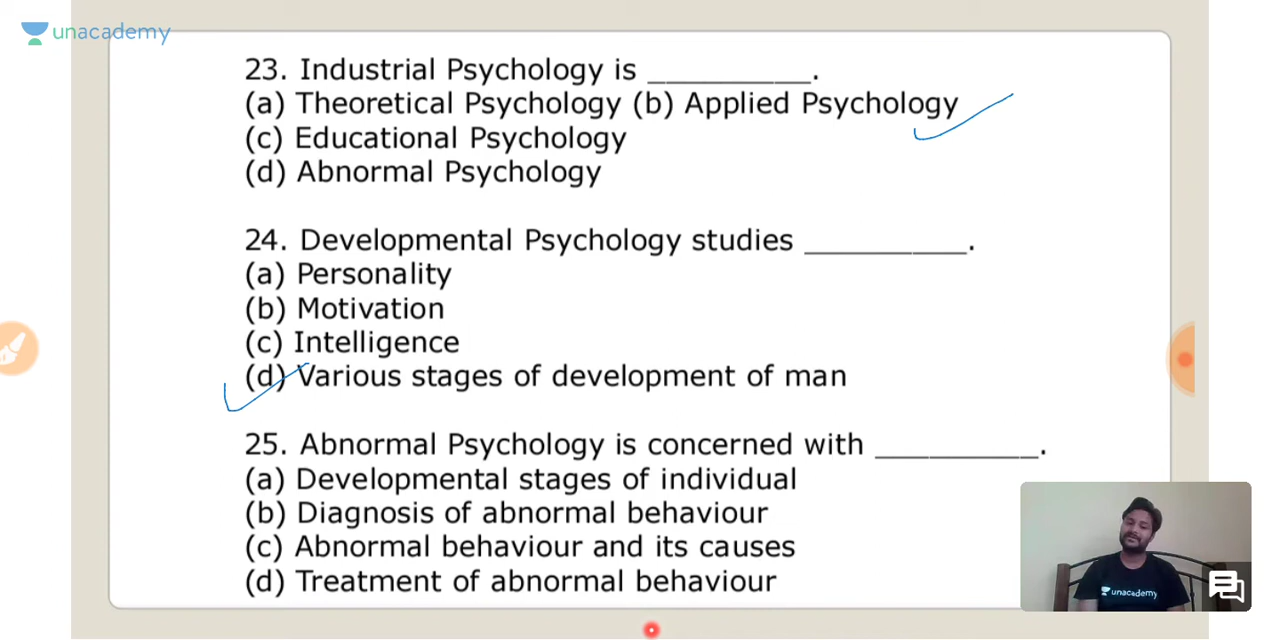 unacademy
23. Industrial Psychology is __________.
(a) Theoretical Psychology (b) Applied Psychology
(c) Educational Psychology
(d) Abnormal Psychology
24. Developmental Psychology studies __________.
(a) Personality
(b) Motivation
(c) Intelligence
(d) Various stages of development of man
25. Abnormal Psychology is concerned with __________.
(a) Developmental stages of individual
(b) Diagnosis of abnormal behaviour
(c) Abnormal behaviour and its causes
(d) Treatment of abnormal behaviour
unacademy